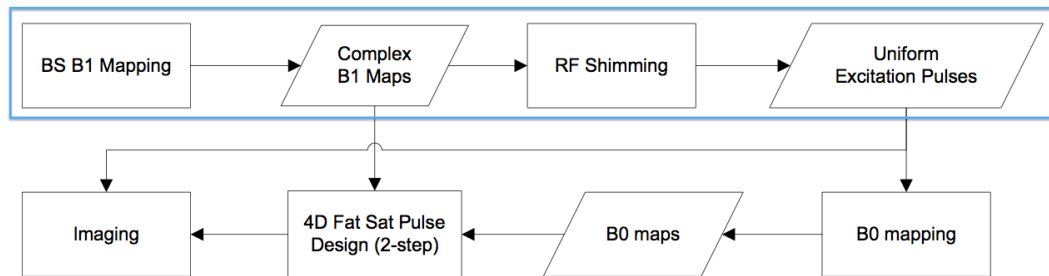 BS B1 Mapping
Complex
B1 Maps
RF Shimming
Uniform
Excitation Pulses
Imaging
4D Fat Sat Pulse
Design (2-step)
B0 maps
B0 mapping